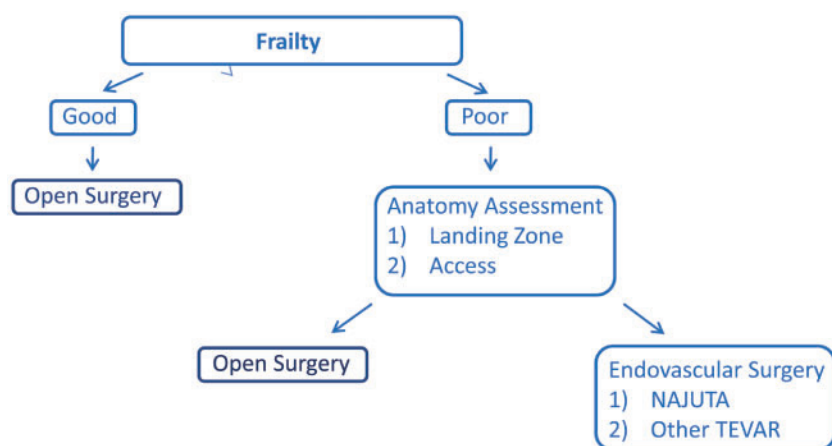 Frailty
Good
Poor
Open Surgery
Anatomy Assessment
1) Landing Zone
2) Access
Open Surgery
Endovascular Surgery
1) NAJUTA
2) Other TEVAR